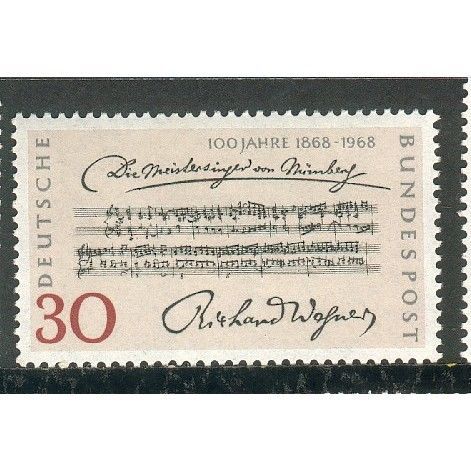 DEUTSCHE
100 JAHRE 1868-1968
Die Meistersinger von Nürnberg
30
Richard Wagner
BUNDESPOST